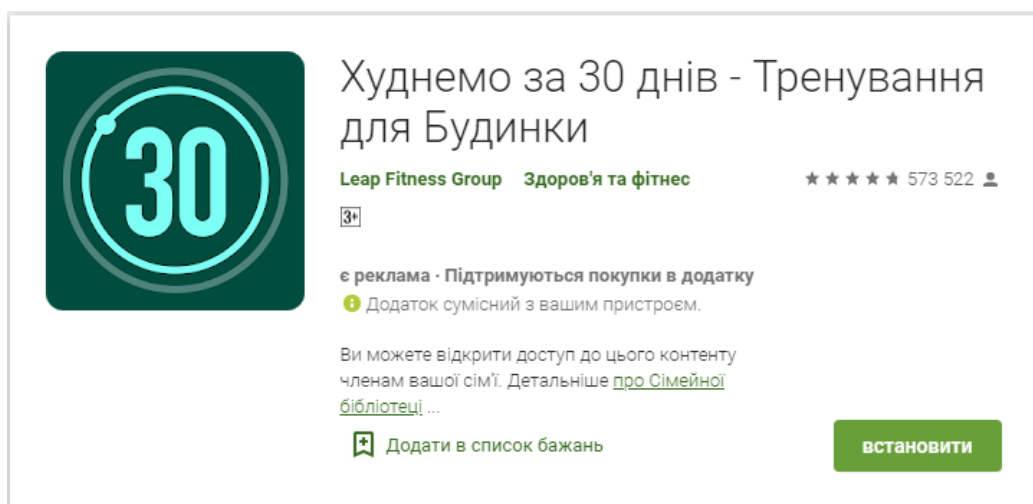 30
Худнемо за 30 днів - Тренування
для Будинки
Leap Fitness Group Здоров'я та фітнес 573 522
3+
є реклама · Підтримуються покупки в додатку
Додаток сумісний з вашим пристроєм.
Ви можете відкрити доступ до цього контенту
членам вашої сім'ї. Детальніше про Сімейної
бібліотеці ...
Додати в список бажань
встановити